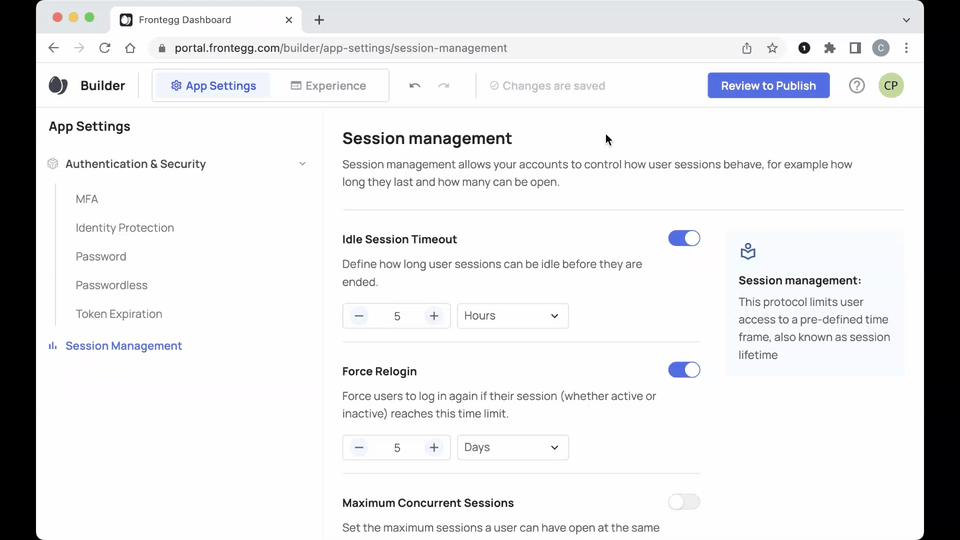 Frontegg Dashboard
portal.frontegg.com/builder/app-settings/session-management
1
C
Builder
App Settings
Experience
Changes are saved
Review to Publish
CP
App Settings
Authentication & Security
MFA
Identity Protection
Password
Passwordless
Token Expiration
Session Management
Session management
Session management allows your accounts to control how user sessions behave, for example how
long they last and how many can be open.
Idle Session Timeout
Define how long user sessions can be idle before they are
ended.
5
Hours
Force Relogin
Force users to log in again if their session (whether active or
inactive) reaches this time limit.
5
Days
Maximum Concurrent Sessions
Set the maximum sessions a user can have open at the same
Session management:
This protocol limits user
access to a pre-defined time
frame, also known as session
lifetime